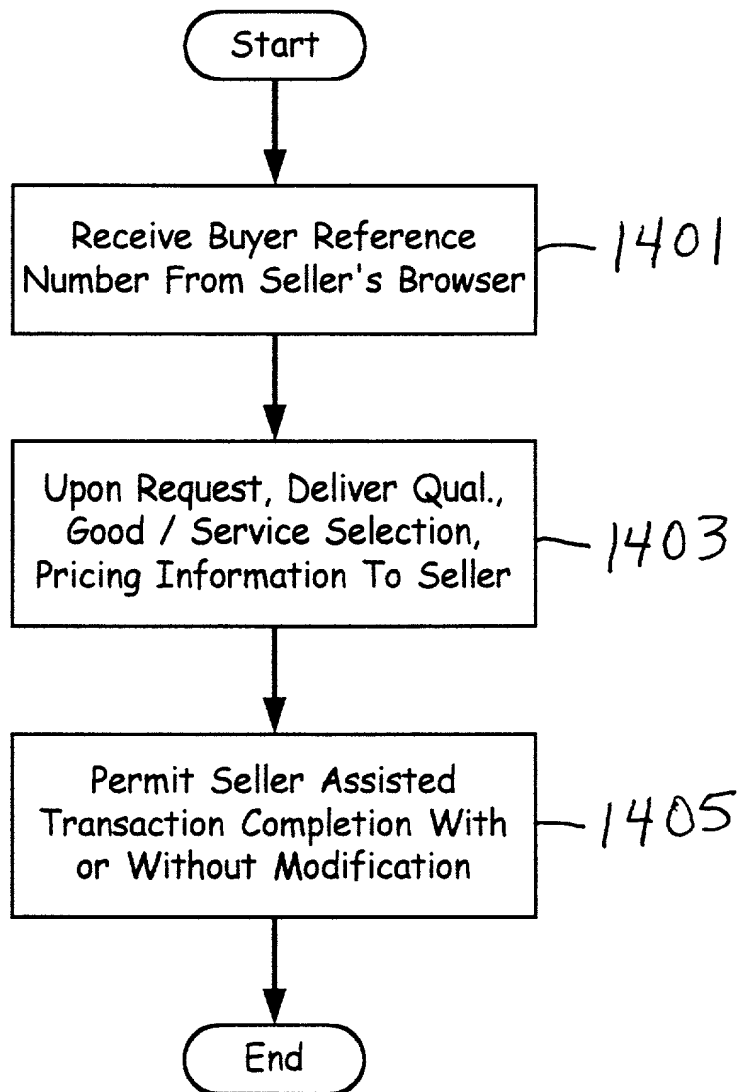 Start
Receive Buyer Reference
Number From Seller's Browser
1401
Upon Request, Deliver Qual.,
Good / Service Selection,
Pricing Information To Seller
1403
Permit Seller Assisted
Transaction Completion With
or Without Modification
1405
End